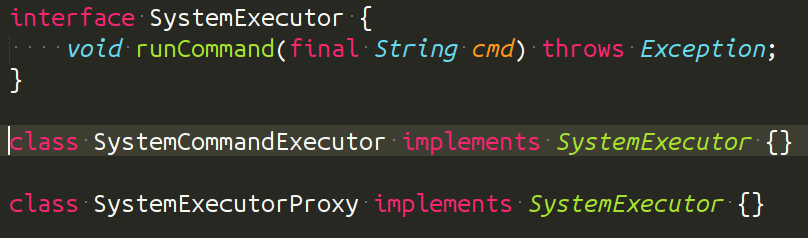 interface SystemExecutor {
    void runCommand(final String cmd) throws Exception;
}
class SystemCommandExecutor implements SystemExecutor {}
class SystemExecutorProxy implements SystemExecutor {}